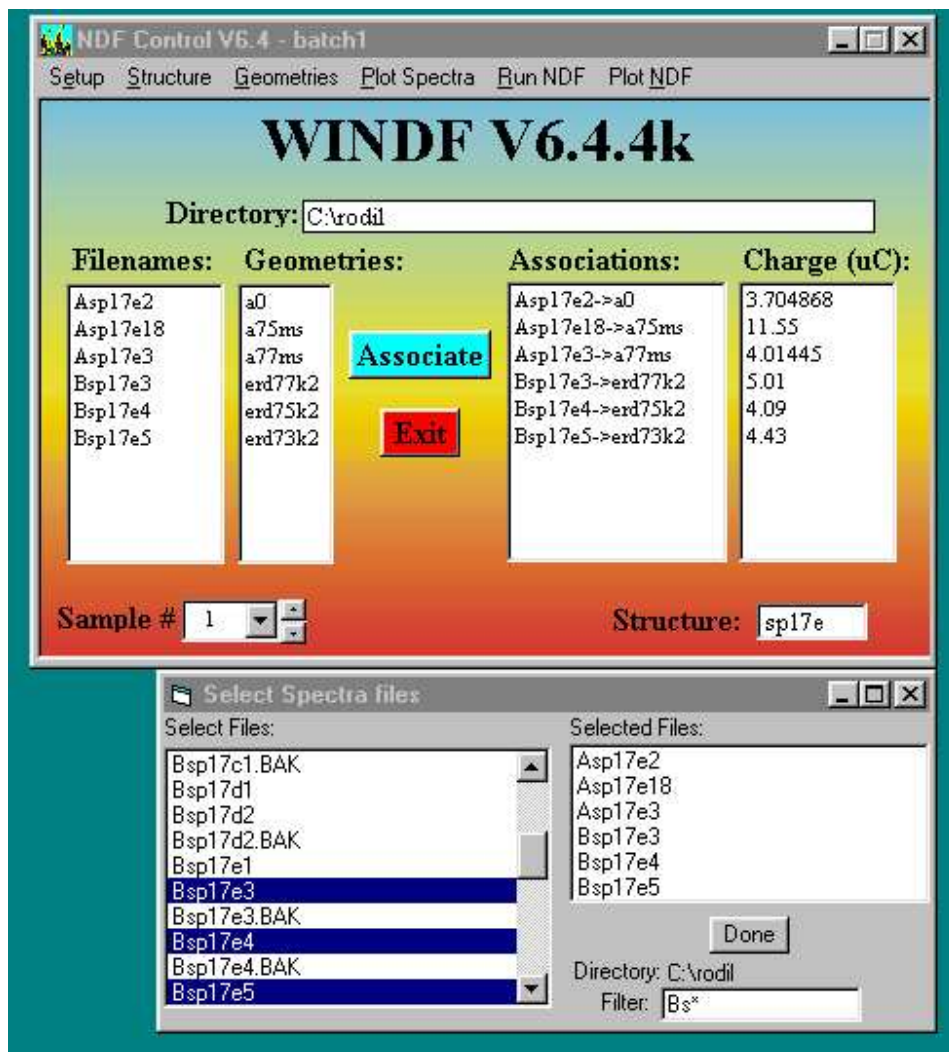 NDF Control V6.4 - batch1
Setup Structure Geometries Plot Spectra Run NDF Plot NDF
WINDF V6.4.4k
Directory: C:\rodil
Filenames: Geometries: Associations: Charge (uC):
Asp17e2 a0 Asp17e2->a0 3.704868
Asp17e18 a75ms Asp17e18->a75ms 11.55
Asp17e3 a77ms Asp17e3->a77ms 4.01445
Bsp17e3 erd77k2 Bsp17e3->erd77k2 5.01
Bsp17e4 erd75k2 Bsp17e4->erd75k2 4.09
Bsp17e5 erd73k2 Bsp17e5->erd73k2 4.43
Associate
Exit
Sample # 1 Structure: sp17e
Select Spectra files
Select Files:
Bsp17c1.BAK
Bsp17d1
Bsp17d2
Bsp17d2.BAK
Bsp17e1
Bsp17e3
Bsp17e3.BAK
Bsp17e4
Bsp17e4.BAK
Bsp17e5
Selected Files:
Asp17e2
Asp17e18
Asp17e3
Bsp17e3
Bsp17e4
Bsp17e5
Done
Directory: C:\rodil
Filter: Bs*